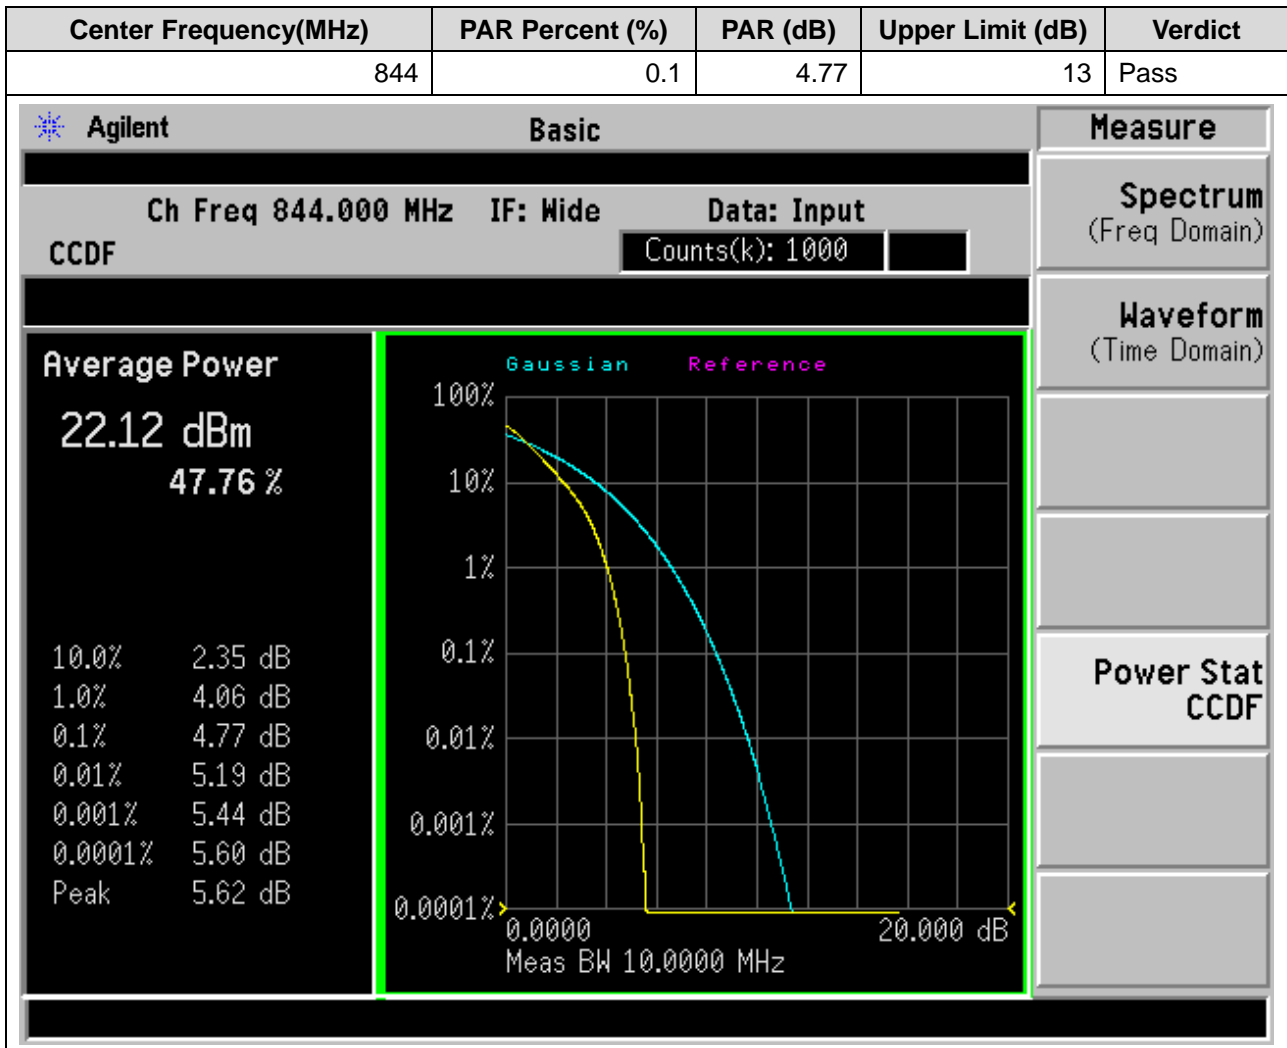 Center Frequency(MHz) PAR Percent (%) PAR (dB) Upper Limit (dB) Verdict
844 0.1 4.77 13 Pass
Agilent Basic Measure
Ch Freq 844.000 MHz IF: Wide Data: Input
CCDF Counts(k): 1000
Spectrum
(Freq Domain)
Waveform
(Time Domain)
Power Stat
CCDF
Average Power
22.12 dBm
47.76 %
10.0% 2.35 dB
1.0% 4.06 dB
0.1% 4.77 dB
0.01% 5.19 dB
0.001% 5.44 dB
0.0001% 5.60 dB
Peak 5.62 dB
Gaussian Reference
100%
10%
1%
0.1%
0.01%
0.001%
0.0001%
0.0000 20.000 dB
Meas BW 10.0000 MHz